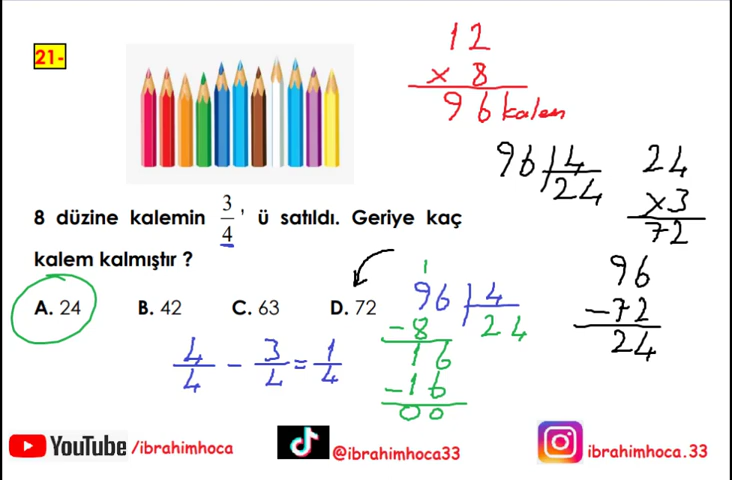 21-
12
x 8
96 kalem
96 4
24
24
x3
72
8 düzine kalemin 3/4 ' ü satıldı. Geriye kaç
kalem kalmıştır ?
A. 24 B. 42 C. 63 D. 72
4/4 - 3/4 = 1/4
1
96 4
-8 24
16
-16
00
96
-72
24
YouTube /ibrahimhoca
@ibrahimhoca33
ibrahimhoca.33